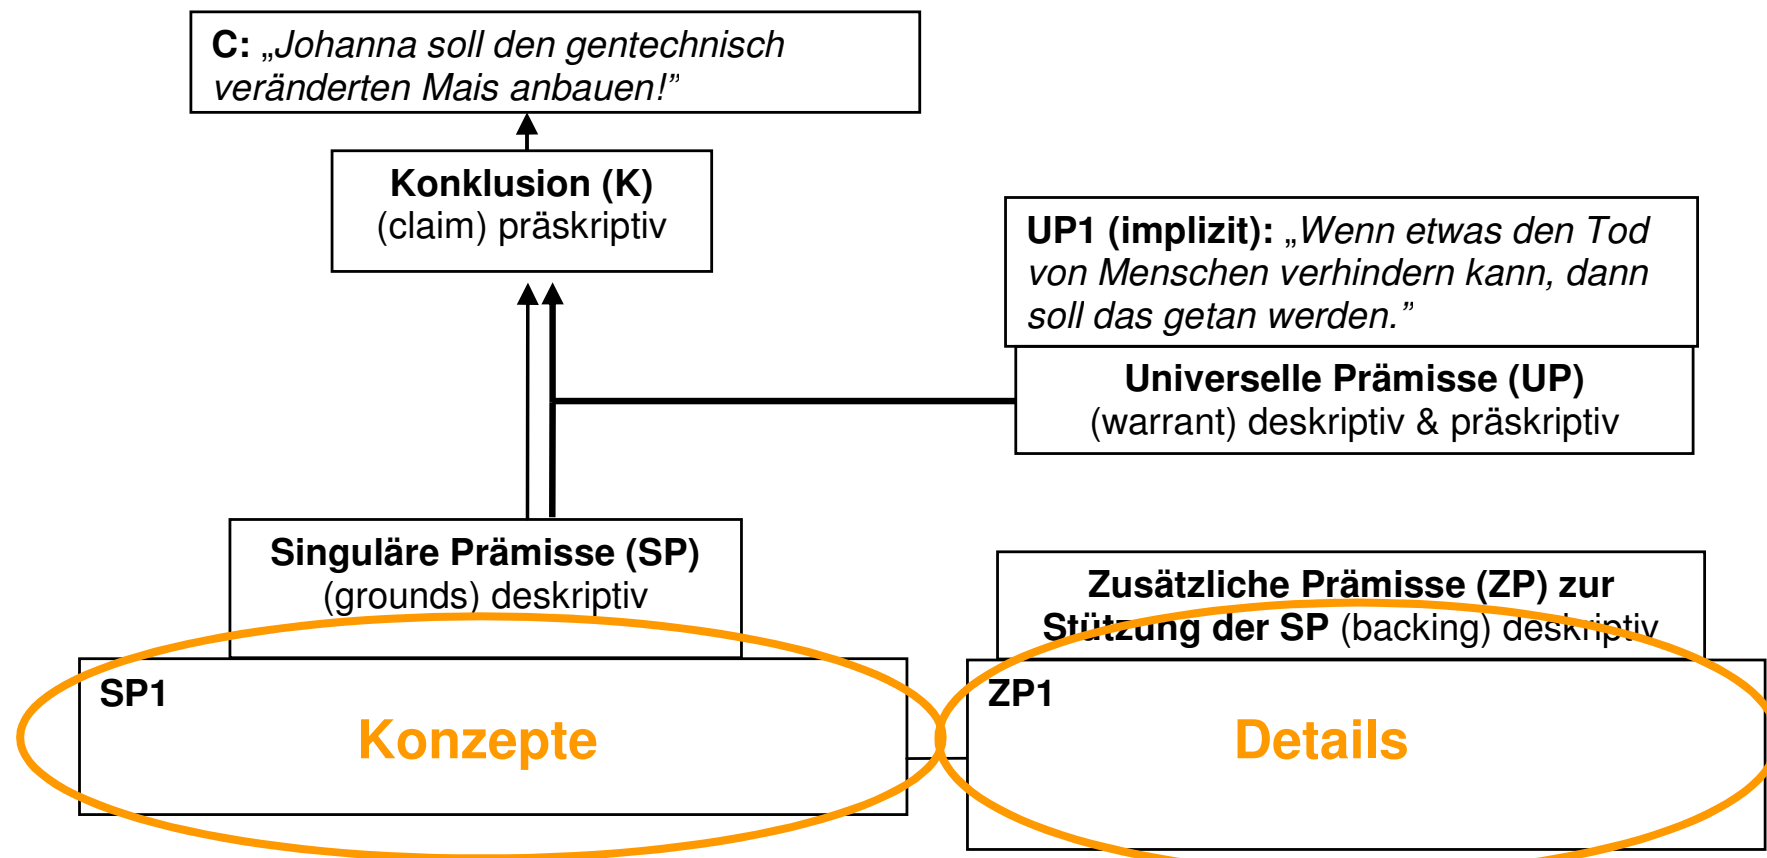 C: „Johanna soll den gentechnisch
veränderten Mais anbauen!”
Konklusion (K)
(claim) präskriptiv
UP1 (implizit): „Wenn etwas den Tod
von Menschen verhindern kann, dann
soll das getan werden.”
Universelle Prämisse (UP)
(warrant) deskriptiv & präskriptiv
Singuläre Prämisse (SP)
(grounds) deskriptiv
Zusätzliche Prämisse (ZP) zur
Stützung der SP (backing) deskriptiv
SP1
Konzepte
ZP1
Details